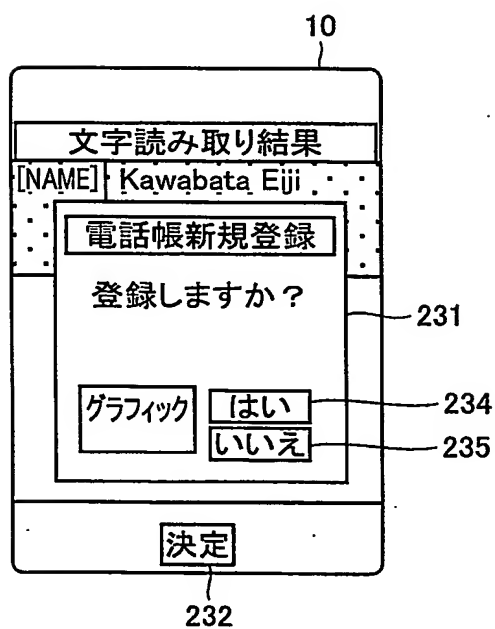 10
文字読み取り結果
[NAME] Kawabata Eiji
電話帳新規登録
登録しますか？
231
グラフィック
はい
234
いいえ
235
決定
232